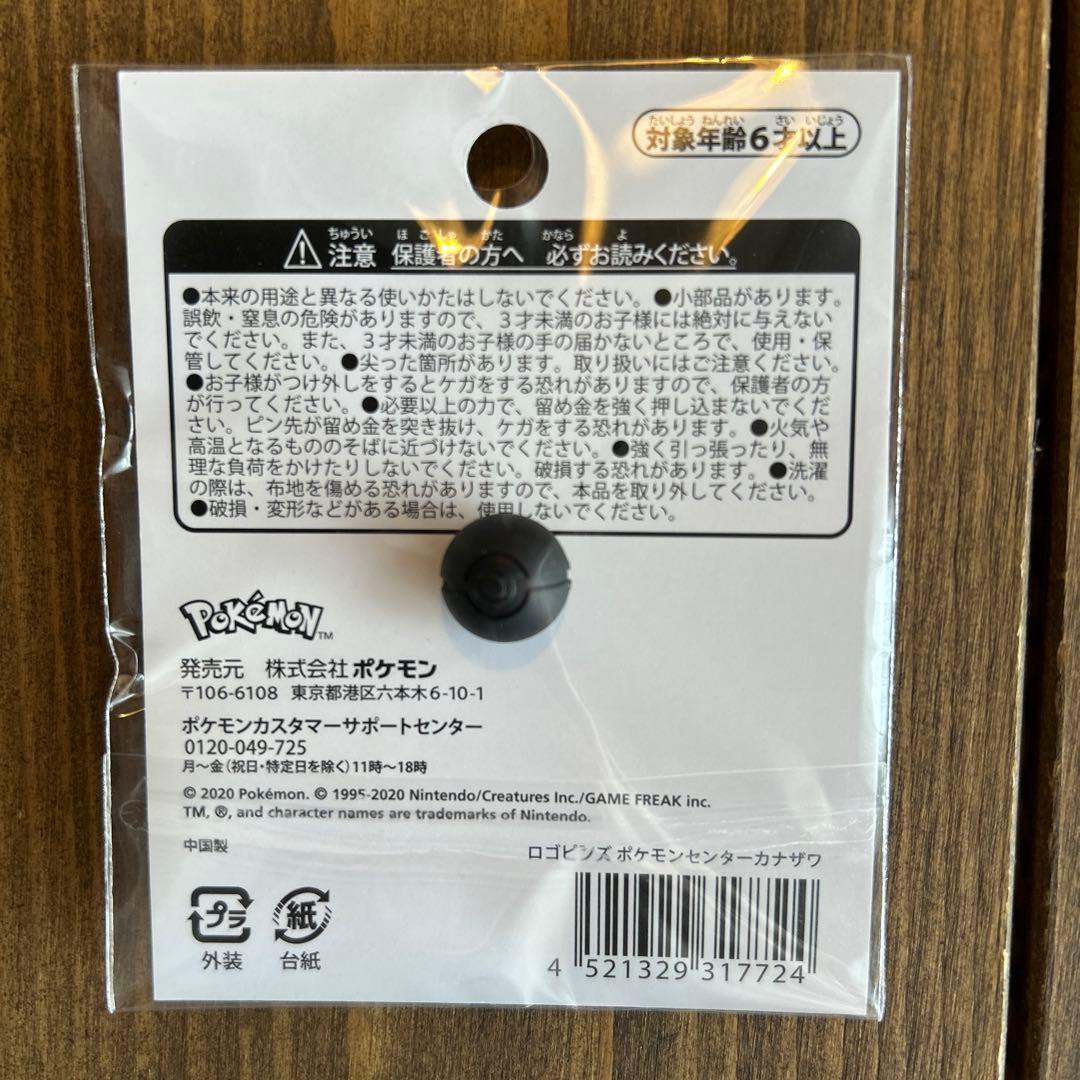 たいしょう ねんれい さい いじょう
対象年齢6才以上
ちゅうい ほごしゃ かた かなら よ
注意 保護者の方へ 必ずお読みください。
●本来の用途と異なる使いかたはしないでください。●小部品があります。
誤飲・窒息の危険がありますので、3才未満のお子様には絶対に与えない
でください。また、3才未満のお子様の手の届かないところで、使用・保
管してください。●尖った箇所があります。取り扱いにはご注意ください。
●お子様がつけ外しをするとケガをする恐れがありますので、保護者の方
が行ってください。●必要以上の力で、留め金を強く押し込まないでくだ
さい。ピン先が留め金を突き抜け、ケガをする恐れがあります。●火気や
高温となるもののそばに近づけないでください。●強く引っ張ったり、無
理な負荷をかけたりしないでください。破損する恐れがあります。●洗濯
の際は、布地を傷める恐れがありますので、本品を取り外してください。
●破損・変形などがある場合は、使用しないでください。
POKéMON™
発売元 株式会社ポケモン
〒106-6108 東京都港区六本木6-10-1
ポケモンカスタマーサポートセンター
0120-049-725
月～金(祝日・特定日を除く)11時～18時
© 2020 Pokémon. © 1995-2020 Nintendo/Creatures Inc./GAME FREAK inc.
TM, ®, and character names are trademarks of Nintendo.
中国製
ロゴピンズ ポケモンセンターカナザワ
プラ 紙
外装 台紙
4 521329 317724